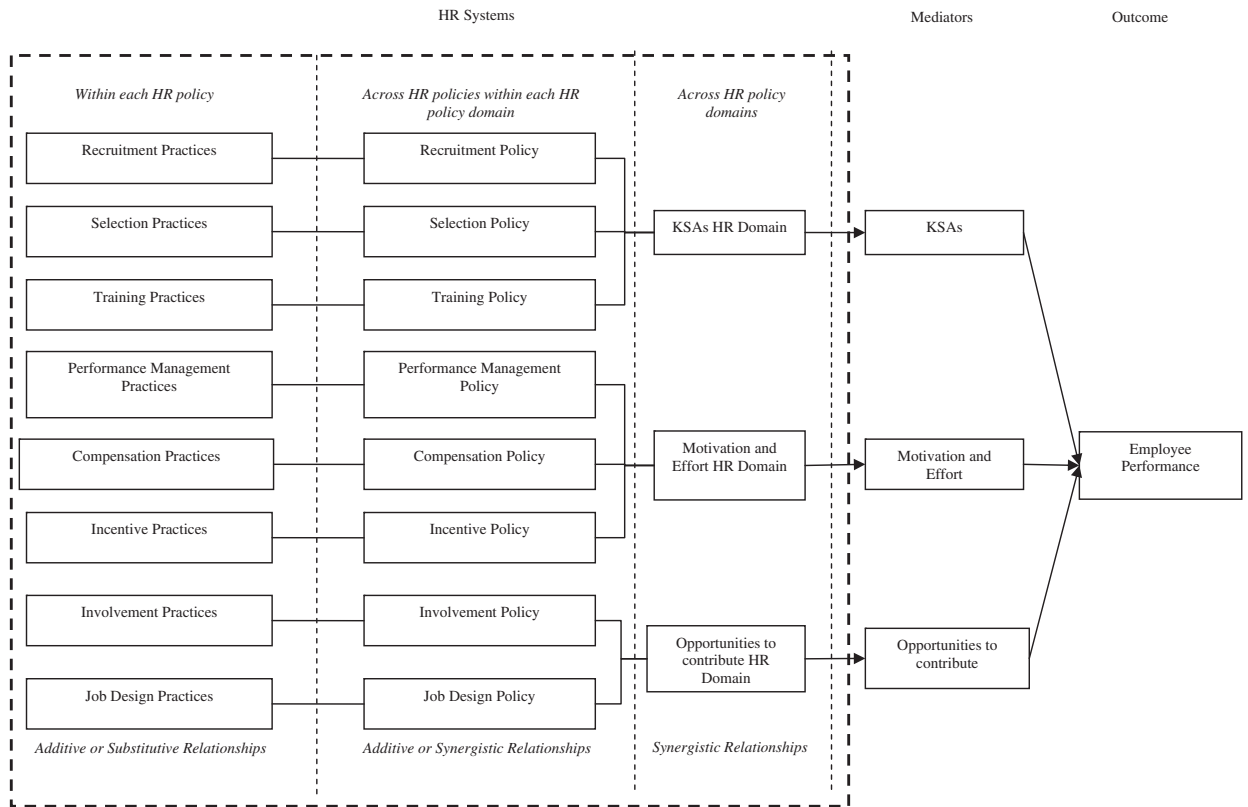 HR Systems
Mediators
Outcome
Within each HR policy
Across HR policies within each HR
policy domain
Across HR policy
domains
Recruitment Practices
Recruitment Policy
Selection Practices
Selection Policy
KSAs HR Domain
KSAs
Training Practices
Training Policy
Performance Management
Practices
Performance Management
Policy
Compensation Practices
Compensation Policy
Motivation and
Effort HR Domain
Motivation and
Effort
Employee
Performance
Incentive Practices
Incentive Policy
Involvement Practices
Involvement Policy
Opportunities to
contribute HR
Domain
Opportunities to
contribute
Job Design Practices
Job Design Policy
Additive or Substitutive Relationships
Additive or Synergistic Relationships
Synergistic Relationships